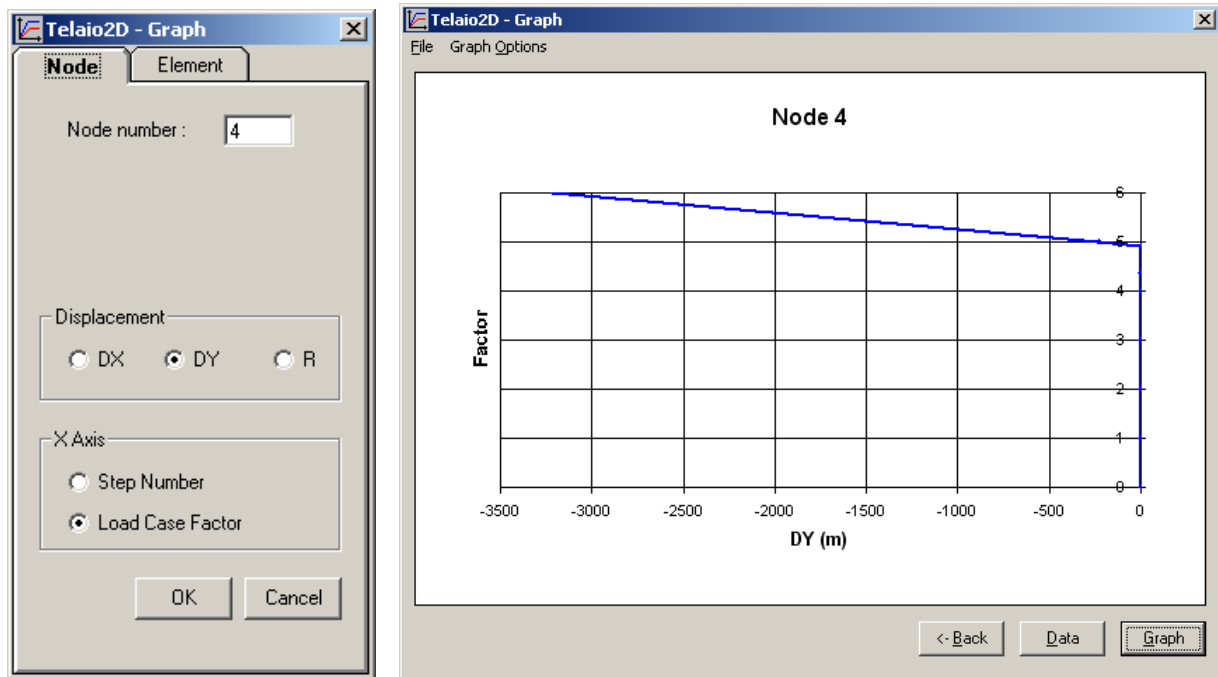 Telaio2D - Graph
Node Element
Node number : 4
Displacement
DX DY R
X Axis
Step Number
Load Case Factor
OK Cancel
Telaio2D - Graph
File Graph Options
Node 4
Factor
6
5
4
3
2
1
0
-3500 -3000 -2500 -2000 -1500 -1000 -500 0
DY (m)
<- Back Data Graph